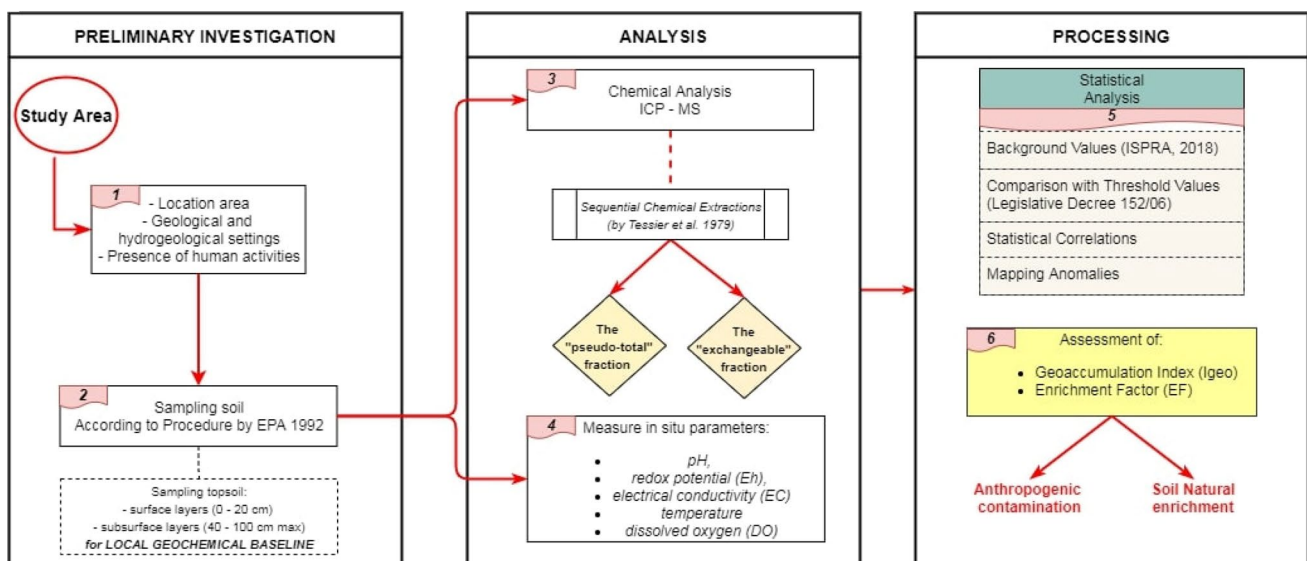 PRELIMINARY INVESTIGATION
Study Area
1
- Location area
- Geological and
hydrogeological settings
- Presence of human activities
2
Sampling soil
According to Procedure by EPA 1992
Sampling topsoil:
- surface layers (0 - 20 cm)
- subsurface layers (40 - 100 cm max)
for LOCAL GEOCHEMICAL BASELINE
ANALYSIS
3
Chemical Analysis
ICP - MS
Sequential Chemical Extractions
(by Tessier et al. 1979)
The
"pseudo-total"
fraction
The
"exchangeable"
fraction
4
Measure in situ parameters:
• pH,
• redox potential (Eh),
• electrical conductivity (EC)
• temperature
• dissolved oxygen (DO)
PROCESSING
Statistical
Analysis
5
Background Values (ISPRA, 2018)
Comparison with Threshold Values
(Legislative Decree 152/06)
Statistical Correlations
Mapping Anomalies
6
Assessment of:
• Geoaccumulation Index (Igeo)
• Enrichment Factor (EF)
Anthropogenic
contamination
Soil Natural
enrichment